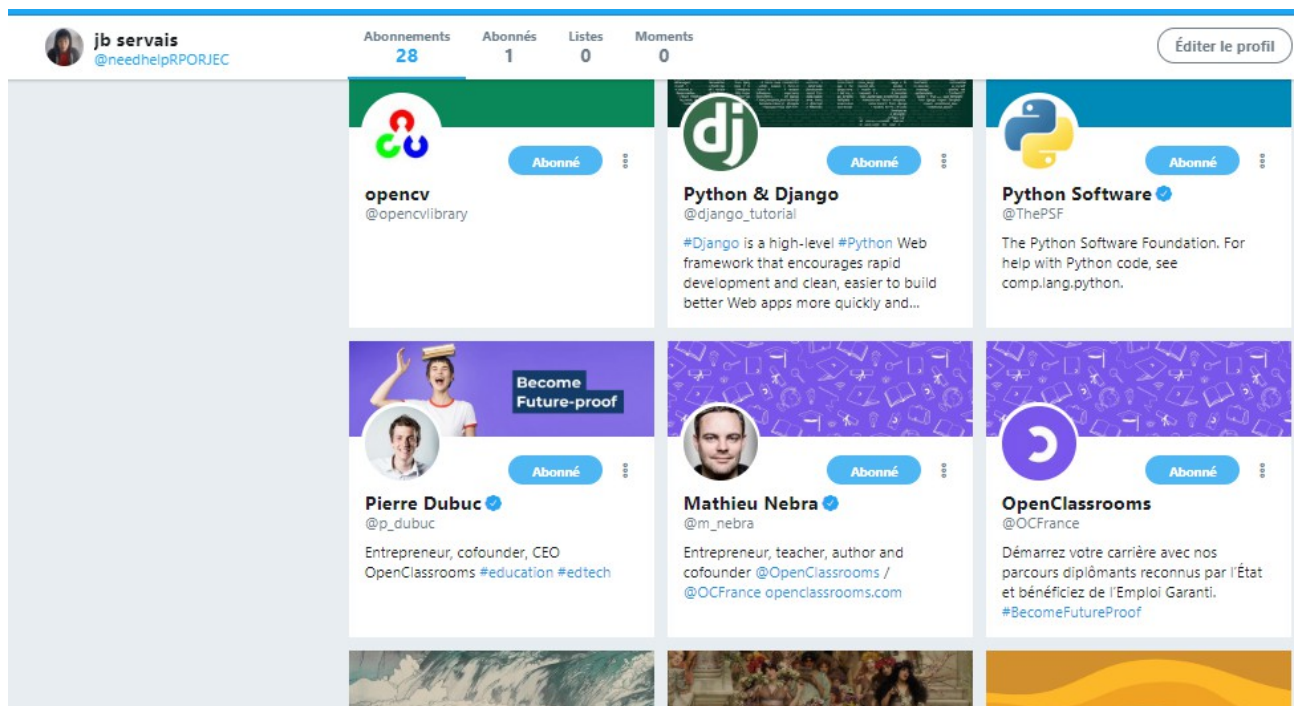 jb servais
@needhelpRPORJEC
Abonnements Abonnés Listes Moments
28 1 0 0
Éditer le profil
dj
Abonné
Abonné
Abonné
opencv
@opencvlibrary
Python & Django
@django_tutorial
#Django is a high-level #Python Web
framework that encourages rapid
development and clean, easier to build
better Web apps more quickly and...
Python Software
@ThePSF
The Python Software Foundation. For
help with Python code, see
comp.lang.python.
Become
Future-proof
Abonné
Abonné
Abonné
Pierre Dubuc
@p_dubuc
Entrepreneur, cofounder, CEO
OpenClassrooms #education #edtech
Mathieu Nebra
@m_nebra
Entrepreneur, teacher, author and
cofounder @OpenClassrooms /
@OCFrance openclassrooms.com
OpenClassrooms
@OCFrance
Démarrez votre carrière avec nos
parcours diplômants reconnus par l'État
et bénéficiez de l'Emploi Garanti.
#BecomeFutureProof